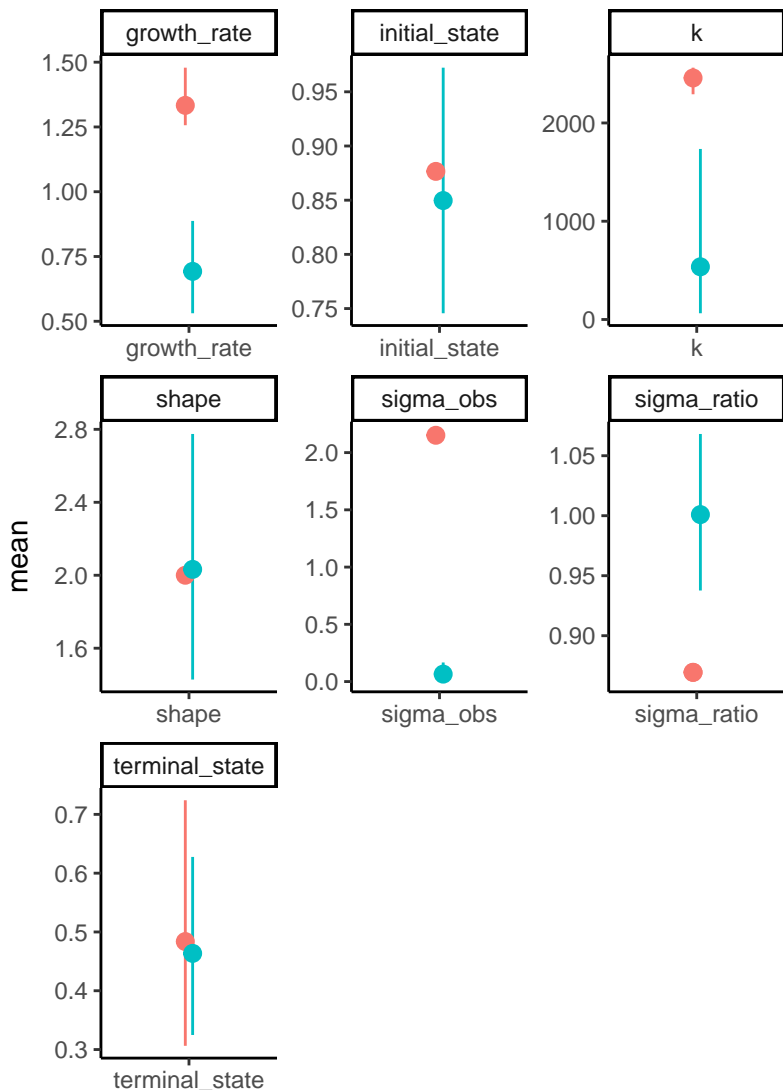 growth_rate
initial_state
k
1.50
1.25
1.00
0.75
0.50
0.95
0.90
0.85
0.80
0.75
2000
1000
0
growth_rate
initial_state
k
shape
sigma_obs
sigma_ratio
mean
2.8
2.4
2.0
1.6
2.0
1.5
1.0
0.5
0.0
1.05
1.00
0.95
0.90
shape
sigma_obs
sigma_ratio
terminal_state
0.7
0.6
0.5
0.4
0.3
terminal_state